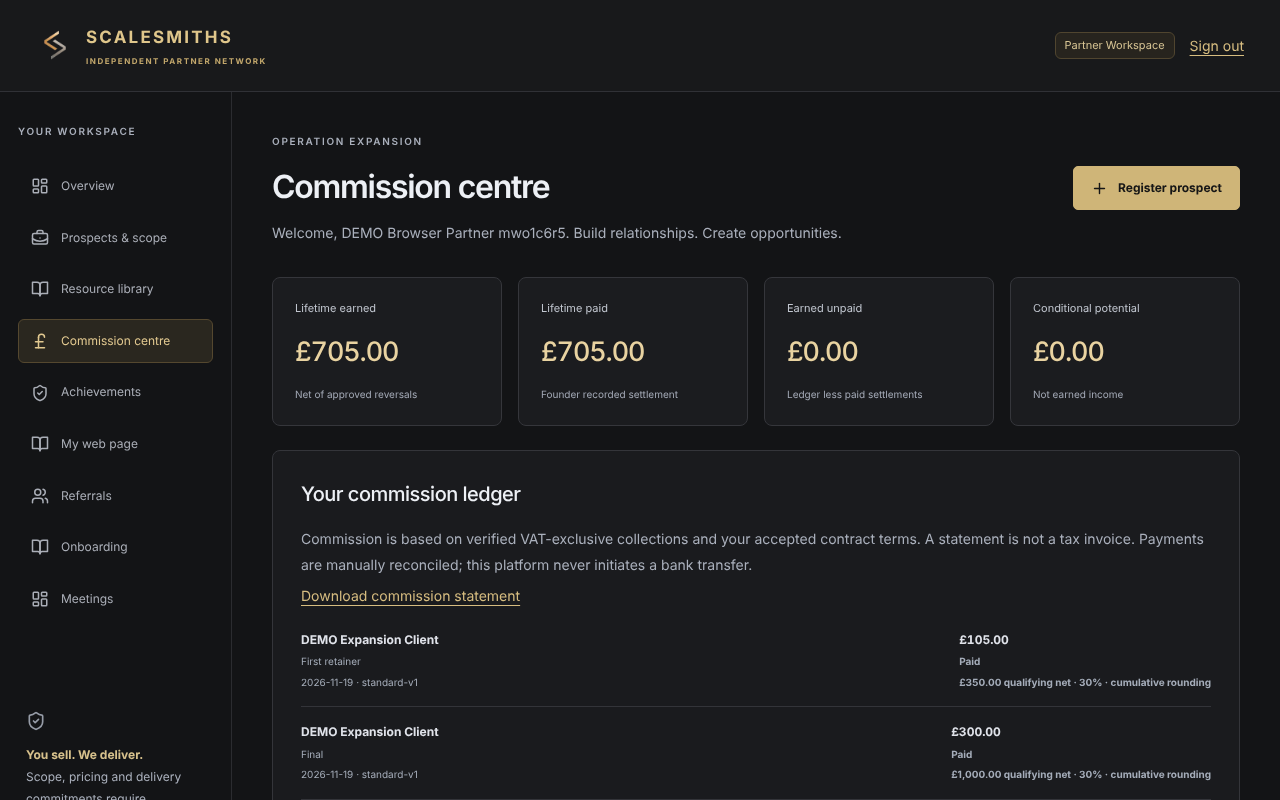 SCALESMITHS
INDEPENDENT PARTNER NETWORK
Partner Workspace
Sign out
YOUR WORKSPACE
Overview
Prospects & scope
Resource library
Commission centre
Achievements
My web page
Referrals
Onboarding
Meetings
You sell. We deliver.
Scope, pricing and delivery
commitments require
OPERATION EXPANSION
Commission centre
Register prospect
Welcome, DEMO Browser Partner mwo1c6r5. Build relationships. Create opportunities.
Lifetime earned
£705.00
Net of approved reversals
Lifetime paid
£705.00
Founder recorded settlement
Earned unpaid
£0.00
Ledger less paid settlements
Conditional potential
£0.00
Not earned income
Your commission ledger
Commission is based on verified VAT-exclusive collections and your accepted contract terms. A statement is not a tax invoice. Payments
are manually reconciled; this platform never initiates a bank transfer.
Download commission statement
DEMO Expansion Client
First retainer
2026-11-19 · standard-v1
£105.00
Paid
£350.00 qualifying net · 30% · cumulative rounding
DEMO Expansion Client
Final
2026-11-19 · standard-v1
£300.00
Paid
£1,000.00 qualifying net · 30% · cumulative rounding